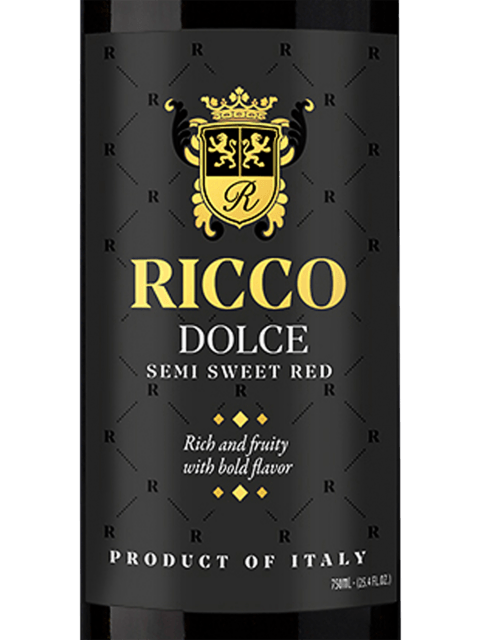 R R R
R R
R R
R R
R
R R
RICCO
DOLCE
SEMI SWEET RED
R R R
R R
Rich and fruity
with bold flavor
R R
R R
PRODUCT OF ITALY
750ML - (25.4 FL.OZ.)